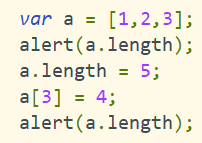 var a = [1,2,3];
alert(a.length);
a.length = 5;
a[3] = 4;
alert(a.length);